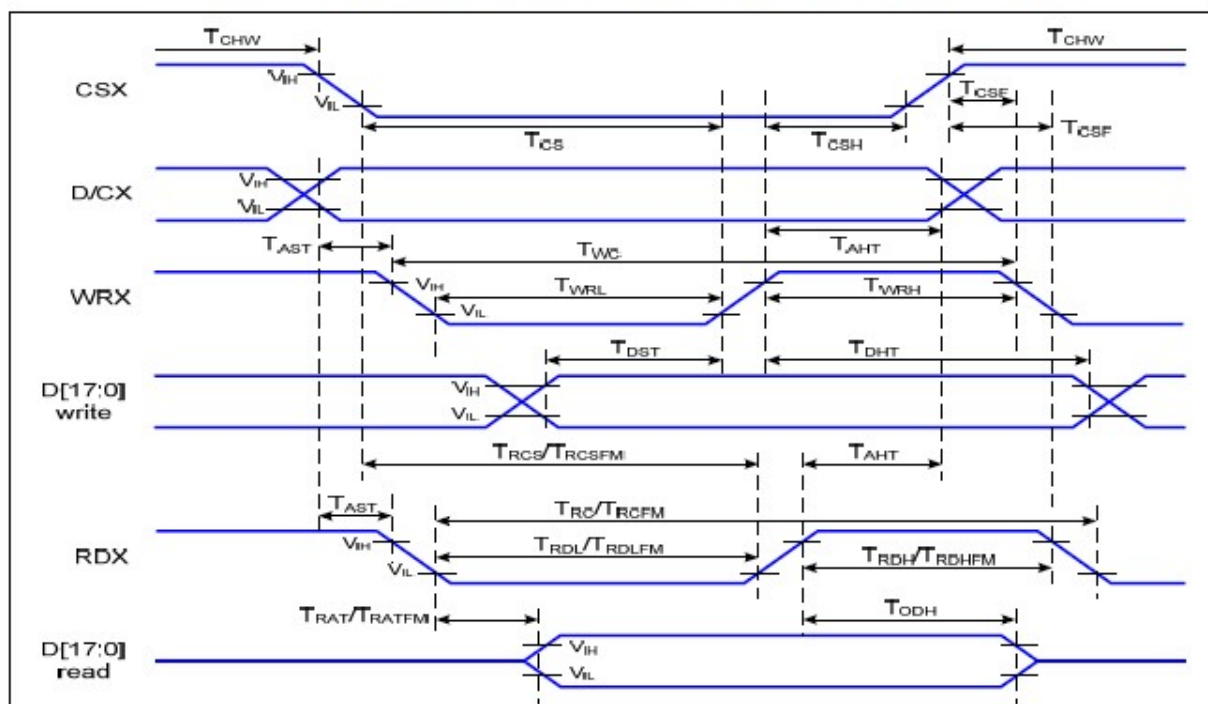 TCHW
TCHW
CSX
VIH
VIL
TCSF
TCS
TCSH
TCSF
D/CX
VIH
VIL
TAST
TWC
TAHT
WRX
VIH
VIL
TWRL
TWRH
TDST
TDHT
D[17:0]
write
VIH
VIL
TRCS/TRCSFM
TAHT
TAST
TRC/TRCFM
RDX
VIH
VIL
TRDL/TRDLFM
TRDH/TRDHFM
TRAT/TRATFM
TODH
D[17:0]
read
VIH
VIL